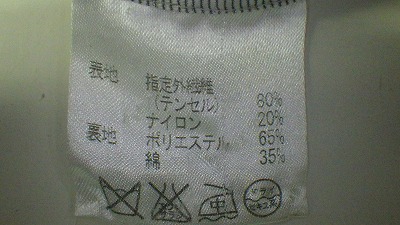 表地 指定外繊維
(テンセル) 80%
ナイロン 20%
裏地 ポリエステル 65%
綿 35%
中